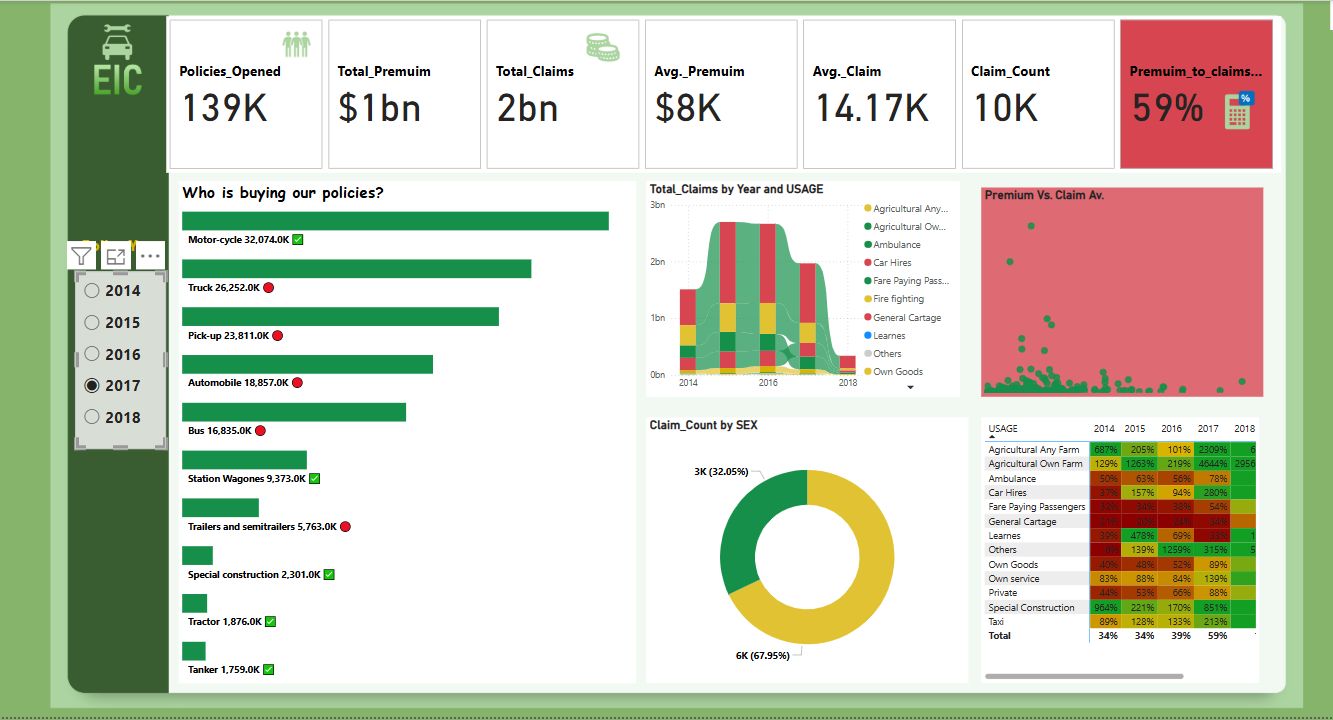 EIC
Policies_Opened
139K
Total_Premuim
$1bn
Total_Claims
2bn
Avg._Premuim
$8K
Avg._Claim
14.17K
Claim_Count
10K
Premuim_to_claims...
59%
2014
2015
2016
2017
2018
Who is buying our policies?
Motor-cycle 32,074.0K ✅
Truck 26,252.0K 🔴
Pick-up 23,811.0K 🔴
Automobile 18,857.0K 🔴
Bus 16,835.0K 🔴
Station Wagones 9,373.0K ✅
Trailers and semitrailers 5,763.0K 🔴
Special construction 2,301.0K ✅
Tractor 1,876.0K ✅
Tanker 1,759.0K ✅
Total_Claims by Year and USAGE
3bn
2bn
1bn
0bn
2014 2016 2018
Agricultural Any...
Agricultural Ow...
Ambulance
Car Hires
Fare Paying Pass...
Fire fighting
General Cartage
Learnes
Others
Own Goods
Premium Vs. Claim Av.
Claim_Count by SEX
3K (32.05%)
6K (67.95%)
USAGE 2014 2015 2016 2017 2018
Agricultural Any Farm 687% 205% 101% 2309% 6
Agricultural Own Farm 129% 1263% 219% 4644% 2956
Ambulance 50% 63% 56% 78%
Car Hires 37% 157% 94% 280%
Fare Paying Passengers 34% 38% 54%
General Cartage 34%
Learnes 39% 478% 69% 1
Others 139% 1259% 315% 5
Own Goods 40% 48% 52% 89%
Own service 83% 88% 84% 139%
Private 44% 53% 66% 88%
Special Construction 964% 221% 170% 851%
Taxi 89% 128% 133% 213%
Total 34% 34% 39% 59%